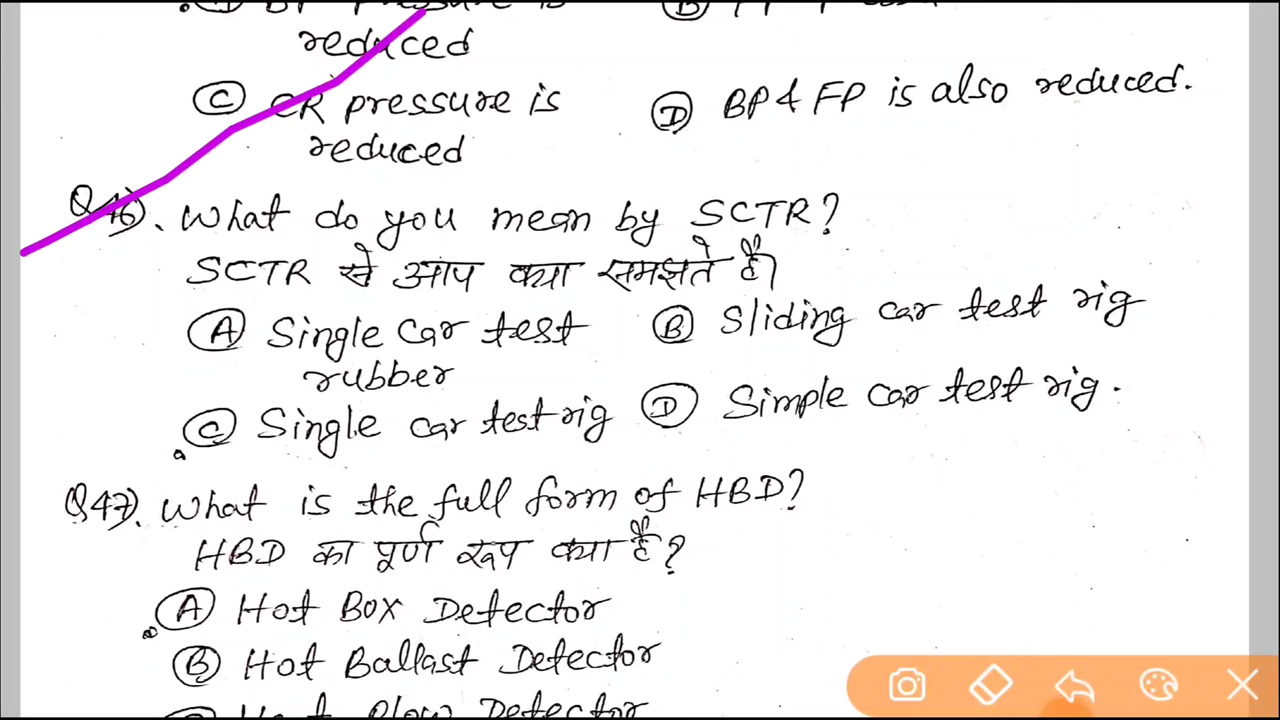 reduced
Ⓒ CR pressure is reduced
Ⓓ BP & FP is also reduced.
Q46). What do you mean by SCTR?
SCTR से आप क्या समझते हैं।
Ⓐ Single Car test rubber
Ⓑ Sliding car test rig
Ⓒ Single car test rig
Ⓓ Simple car test rig.
Q47). What is the full form of HBD?
HBD का पूर्ण रूप क्या हैं?
Ⓐ Hot Box Detector
Ⓑ Hot Ballast Detector
Detector